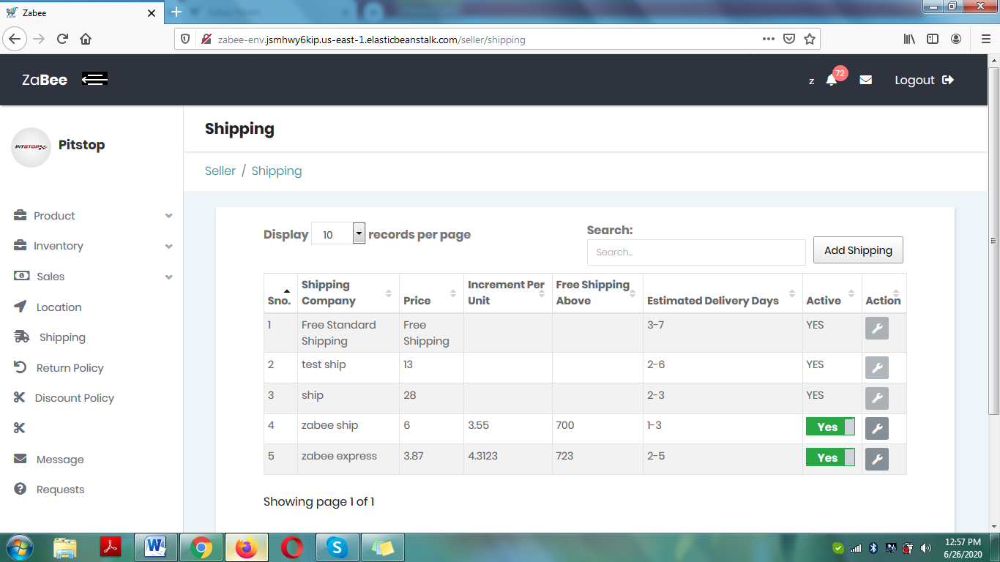 Zabee
zabee-env.jsmhwy6kip.us-east-1.elasticbeanstalk.com/seller/shipping
ZaBee
z
72
Logout
PITSTOP
Pitstop
Product
Inventory
Sales
Location
Shipping
Return Policy
Discount Policy
Message
Requests
Shipping
Seller / Shipping
Display 10 records per page
Search:
Search...
Add Shipping
Sno. Shipping Company Price Increment Per Unit Free Shipping Above Estimated Delivery Days Active Action
1 Free Standard Shipping Free Shipping 3-7 YES
2 test ship 13 2-6 YES
3 ship 28 2-3 YES
4 zabee ship 6 3.55 700 1-3 Yes
5 zabee express 3.87 4.3123 723 2-5 Yes
Showing page 1 of 1
12:57 PM
6/26/2020